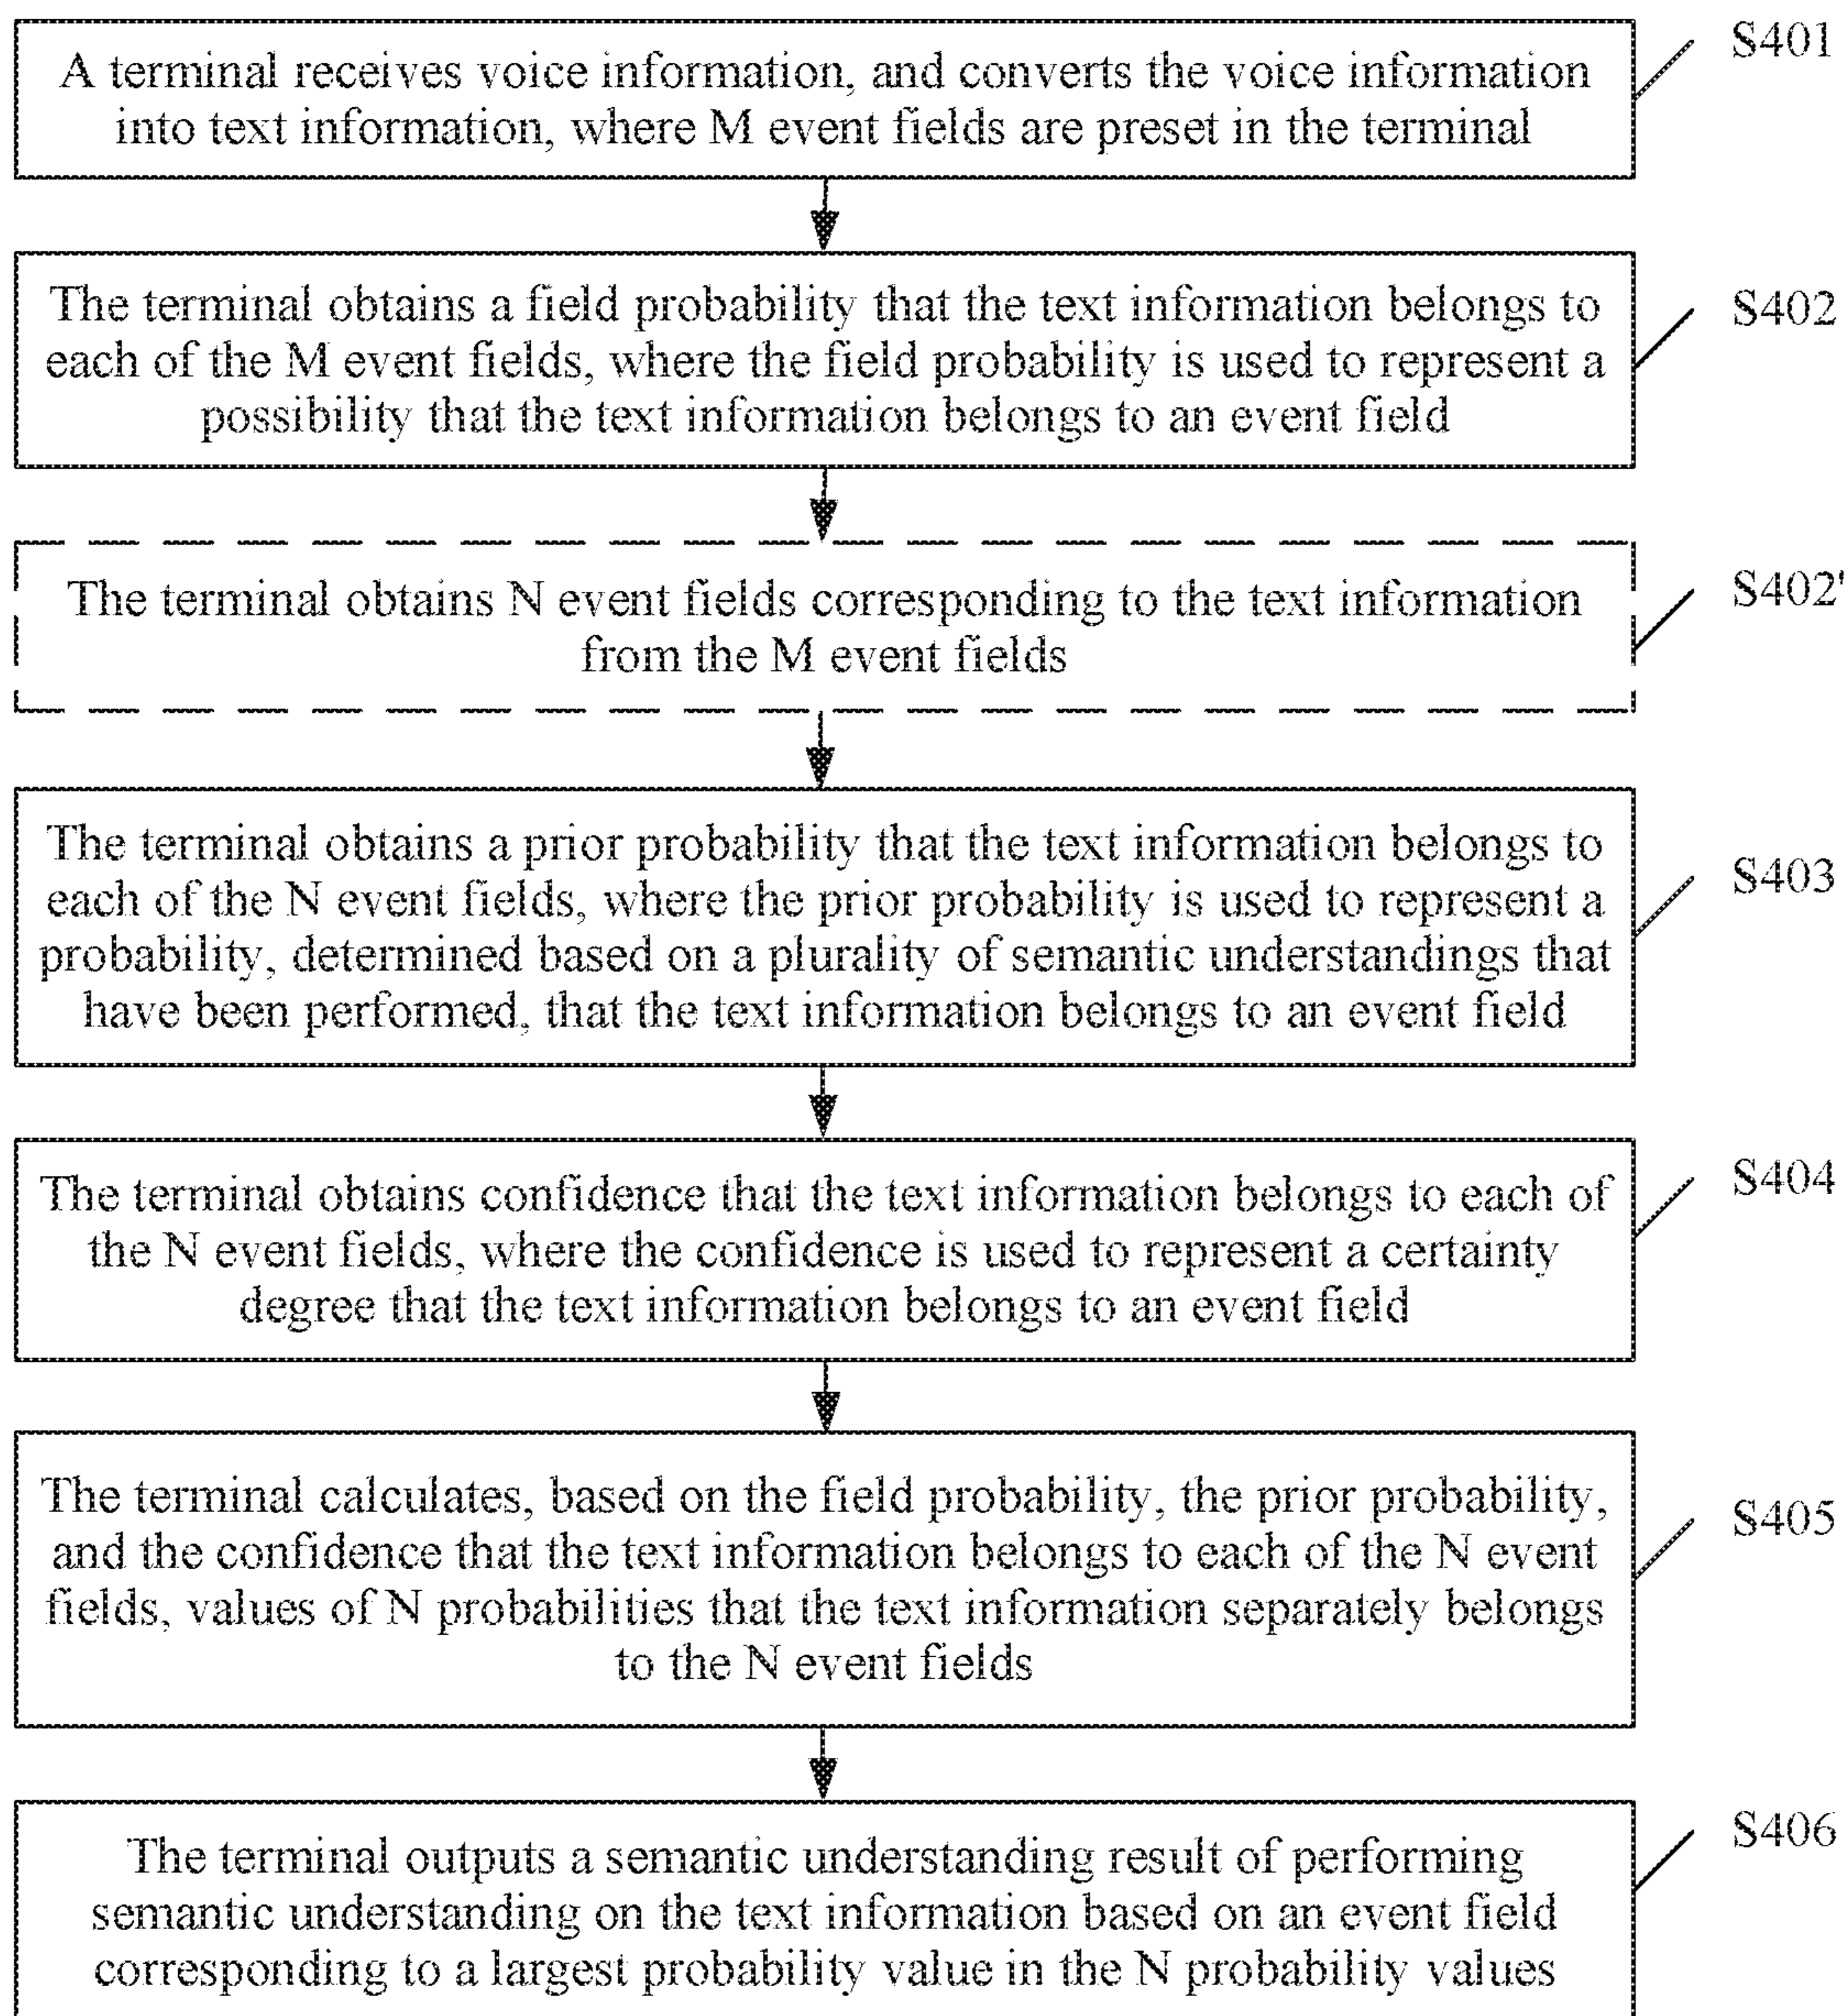 A terminal receives voice information, and converts the voice information
into text information, where M event fields are preset in the terminal
S401
The terminal obtains a field probability that the text information belongs to
each of the M event fields, where the field probability is used to represent a
possibility that the text information belongs to an event field
S402
The terminal obtains N event fields corresponding to the text information
from the M event fields
S402'
The terminal obtains a prior probability that the text information belongs to
each of the N event fields, where the prior probability is used to represent a
probability, determined based on a plurality of semantic understandings that
have been performed, that the text information belongs to an event field
S403
The terminal obtains confidence that the text information belongs to each of
the N event fields, where the confidence is used to represent a certainty
degree that the text information belongs to an event field
S404
The terminal calculates, based on the field probability, the prior probability,
and the confidence that the text information belongs to each of the N event
fields, values of N probabilities that the text information separately belongs
to the N event fields
S405
The terminal outputs a semantic understanding result of performing
semantic understanding on the text information based on an event field
corresponding to a largest probability value in the N probability values
S406